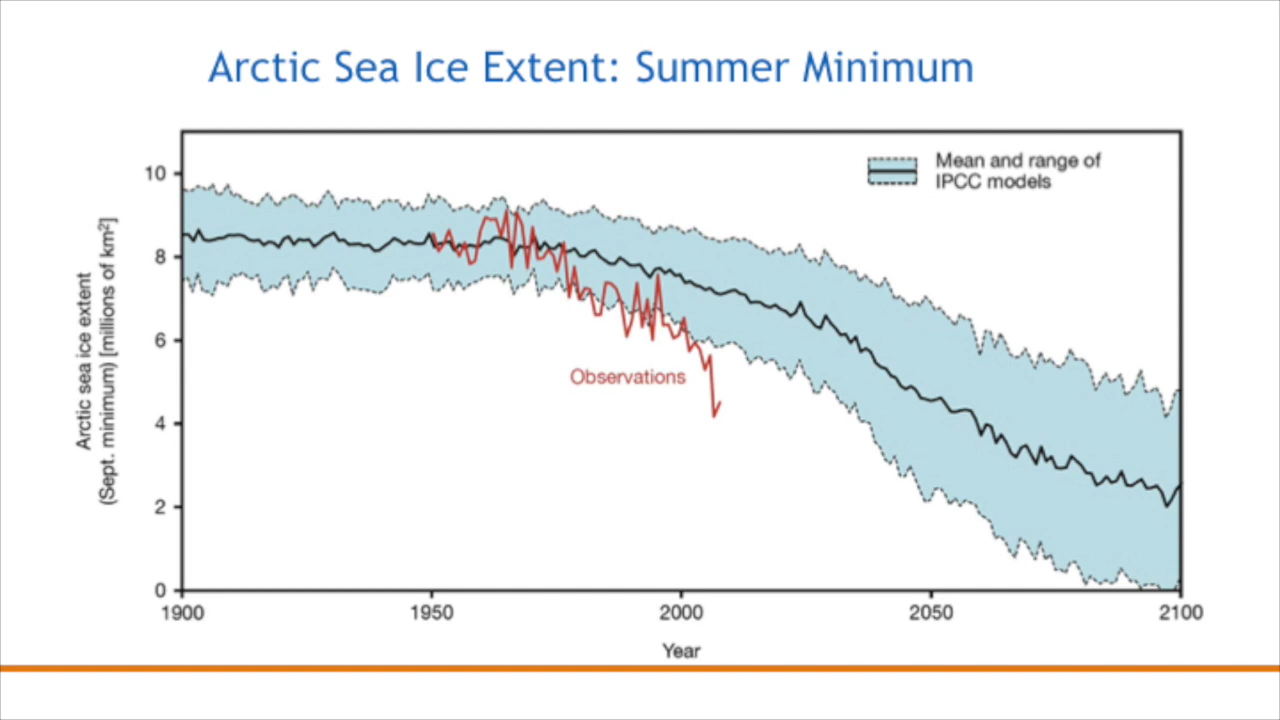 Arctic Sea Ice Extent: Summer Minimum
Mean and range of
IPCC models
10
8
6
4
2
0
Arctic sea ice extent
(Sept. minimum) [millions of km²]
Observations
1900
1950
2000
2050
2100
Year